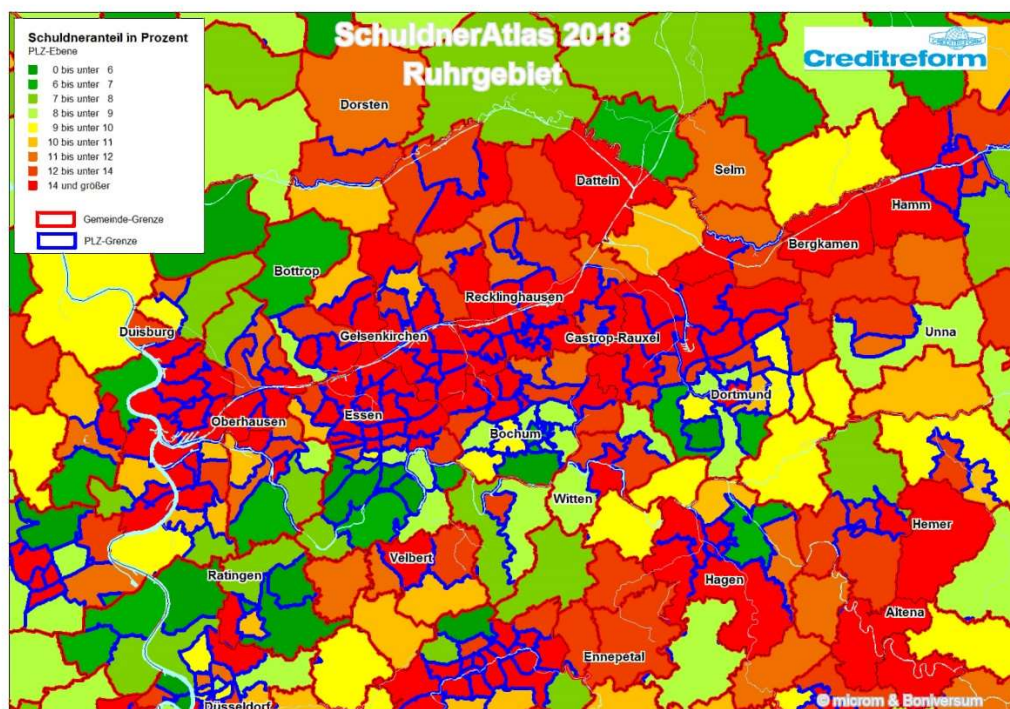 SchuldnerAtlas 2018
Ruhrgebiet
Creditreform
Schuldneranteil in Prozent
PLZ-Ebene
0 bis unter 6
6 bis unter 7
7 bis unter 8
8 bis unter 9
9 bis unter 10
10 bis unter 11
11 bis unter 12
12 bis unter 14
14 und größer
Gemeinde-Grenze
PLZ-Grenze
Dorsten
Datteln
Selm
Hamm
Bergkamen
Bottrop
Recklinghausen
Duisburg
Gelsenkirchen
Castrop-Rauxel
Unna
Dortmund
Oberhausen
Essen
Bochum
Witten
Hemer
Velbert
Ratingen
Hagen
Altena
Ennepetal
Düsseldorf
© microm & Boniversum